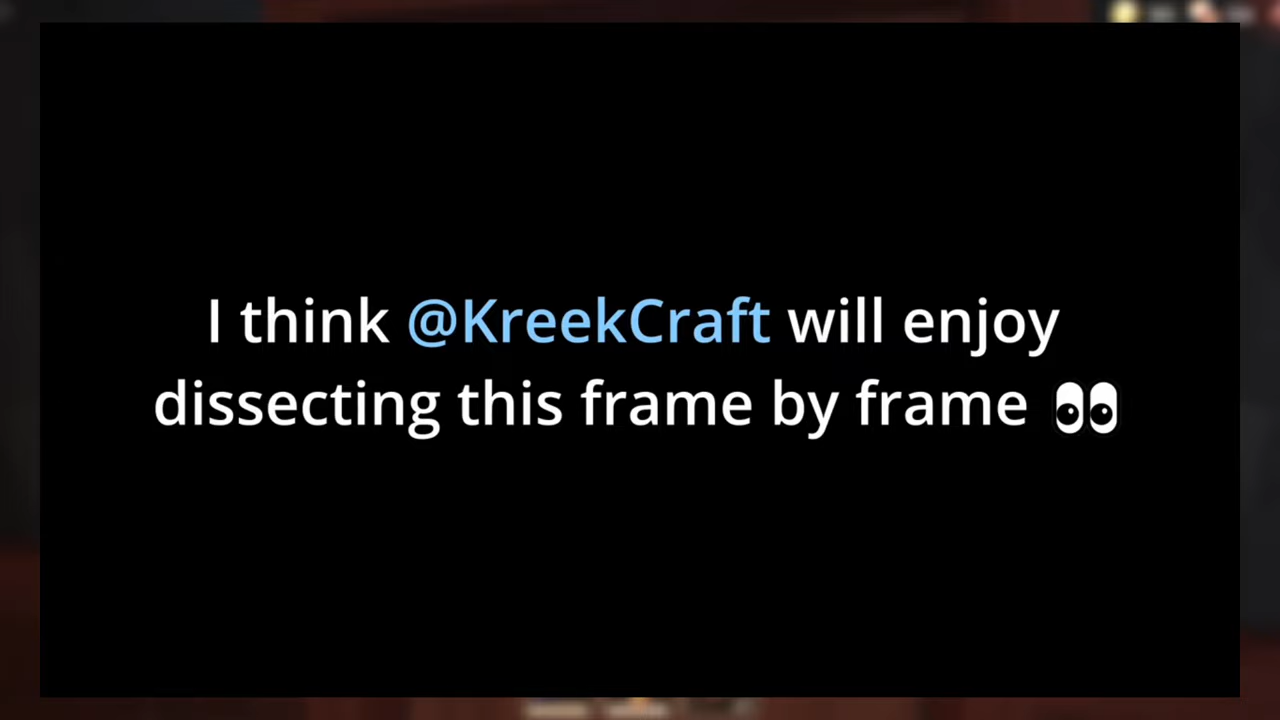 I think @KreekCraft will enjoy
dissecting this frame by frame 👀